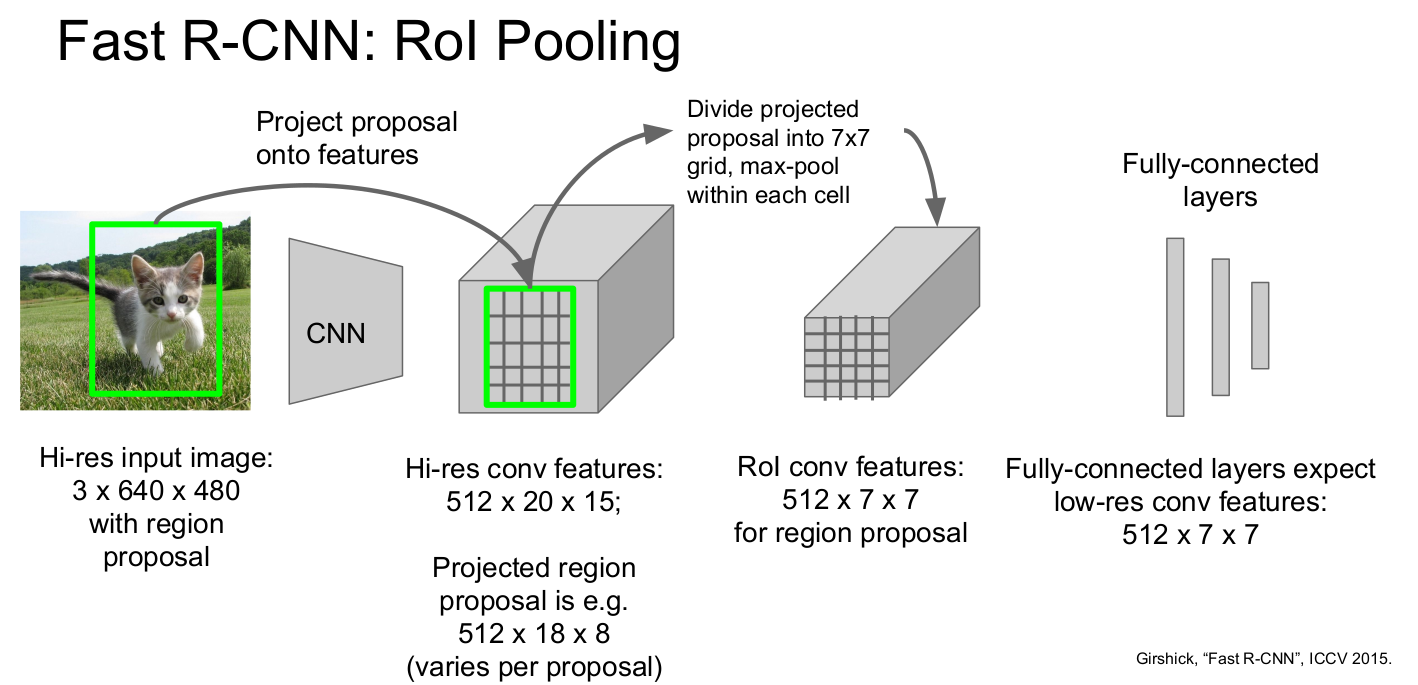 Fast R-CNN: RoI Pooling
Project proposal
onto features
Divide projected
proposal into 7x7
grid, max-pool
within each cell
Fully-connected
layers
CNN
Hi-res input image:
3 x 640 x 480
with region
proposal
Hi-res conv features:
512 x 20 x 15;
Projected region
proposal is e.g.
512 x 18 x 8
(varies per proposal)
RoI conv features:
512 x 7 x 7
for region proposal
Fully-connected layers expect
low-res conv features:
512 x 7 x 7
Girshick, “Fast R-CNN”, ICCV 2015.